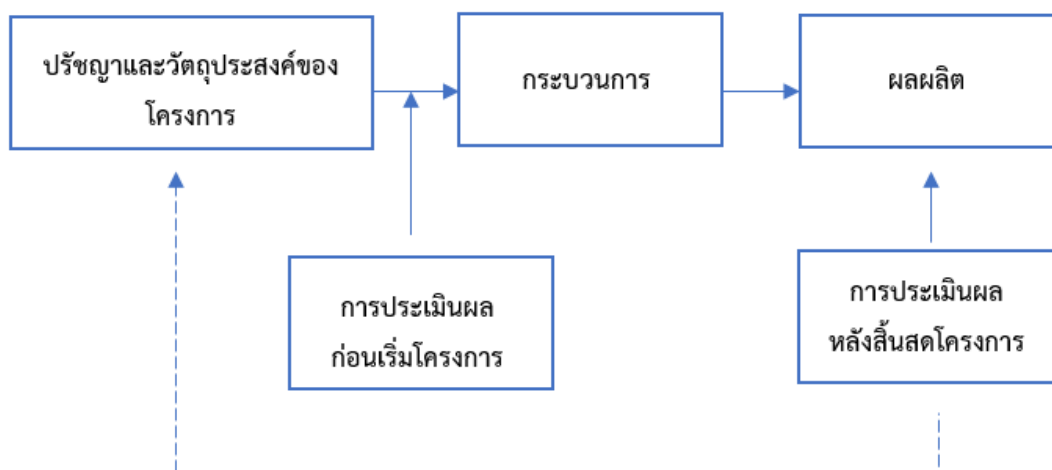 ปรัชญาและวัตถุประสงค์ของ
โครงการ
กระบวนการ
ผลผลิต
การประเมินผล
ก่อนเริ่มโครงการ
การประเมินผล
หลังสิ้นสดโครงการ